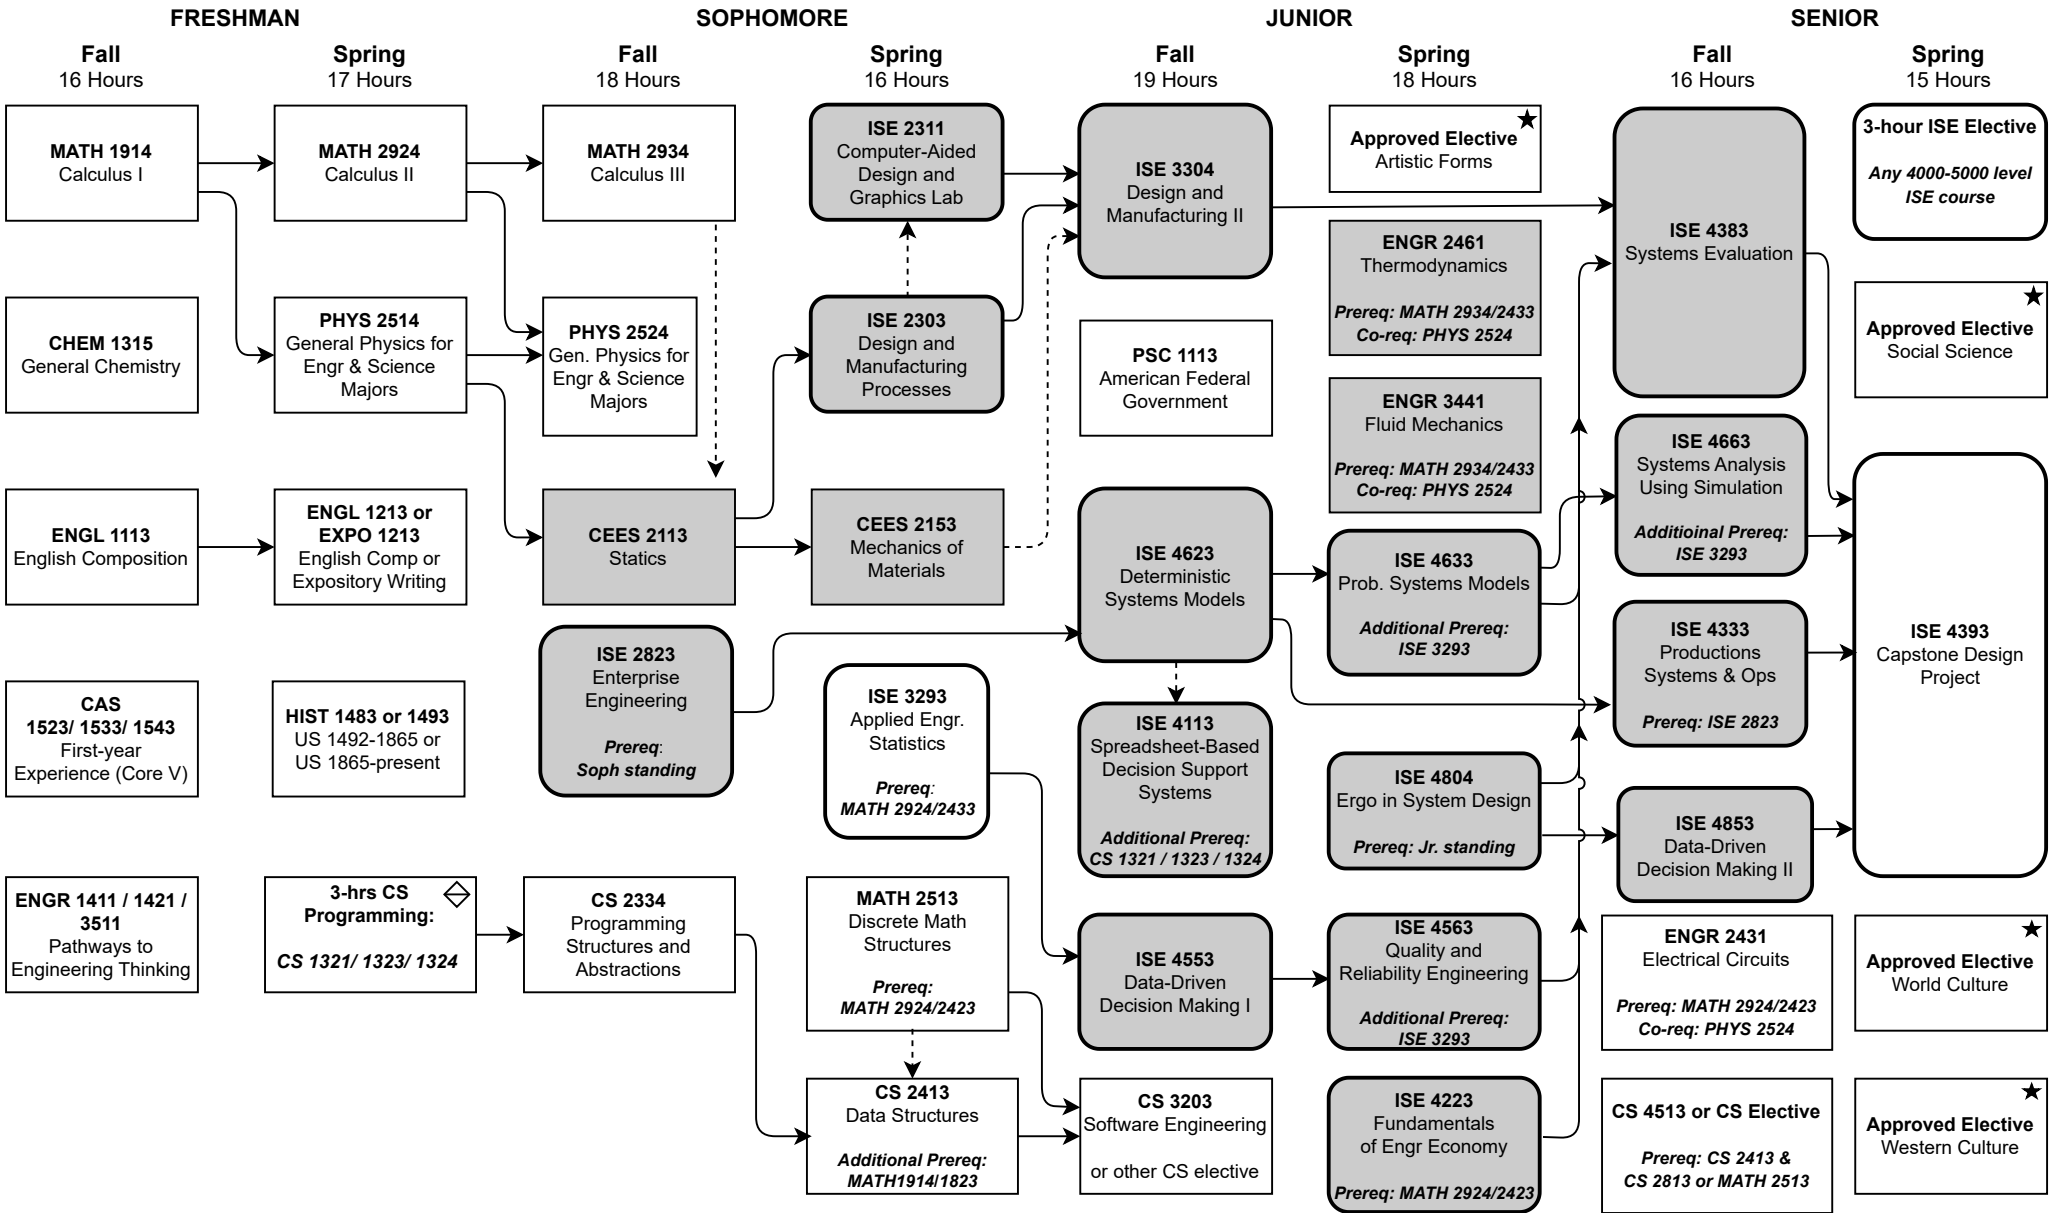 FRESHMAN
SOPHOMORE
JUNIOR
SENIOR
Fall
16 Hours
Spring
17 Hours
Fall
18 Hours
Spring
16 Hours
Fall
19 Hours
Spring
18 Hours
Fall
16 Hours
Spring
15 Hours
MATH 1914
Calculus I
CHEM 1315
General Chemistry
ENGL 1113
English Composition
CAS
1523/ 1533/ 1543
First-year
Experience (Core V)
ENGR 1411 / 1421 /
3511
Pathways to
Engineering Thinking
MATH 2924
Calculus II
PHYS 2514
General Physics for
Engr & Science
Majors
ENGL 1213 or
EXPO 1213
English Comp or
Expository Writing
HIST 1483 or 1493
US 1492-1865 or
US 1865-present
3-hrs CS
Programming:
CS 1321/ 1323/ 1324
MATH 2934
Calculus III
PHYS 2524
Gen. Physics for
Engr & Science
Majors
CEES 2113
Statics
ISE 2823
Enterprise
Engineering
Prereq:
Soph standing
CS 2334
Programming
Structures and
Abstractions
ISE 2311
Computer-Aided
Design and
Graphics Lab
ISE 2303
Design and
Manufacturing
Processes
CEES 2153
Mechanics of
Materials
ISE 3293
Applied Engr.
Statistics
Prereq:
MATH 2924/2433
MATH 2513
Discrete Math
Structures
Prereq:
MATH 2924/2423
CS 2413
Data Structures
Additional Prereq:
MATH1914/1823
ISE 3304
Design and
Manufacturing II
PSC 1113
American Federal
Government
ISE 4623
Deterministic
Systems Models
ISE 4113
Spreadsheet-Based
Decision Support
Systems
Additional Prereq:
CS 1321 / 1323 / 1324
ISE 4553
Data-Driven
Decision Making I
CS 3203
Software Engineering
or other CS elective
Approved Elective
Artistic Forms
ENGR 2461
Thermodynamics
Prereq: MATH 2934/2433
Co-req: PHYS 2524
ENGR 3441
Fluid Mechanics
Prereq: MATH 2934/2433
Co-req: PHYS 2524
ISE 4633
Prob. Systems Models
Additional Prereq:
ISE 3293
ISE 4804
Ergo in System Design
Prereq: Jr. standing
ISE 4563
Quality and
Reliability Engineering
Additional Prereq:
ISE 3293
ISE 4223
Fundamentals
of Engr Economy
Prereq: MATH 2924/2423
ISE 4383
Systems Evaluation
ISE 4663
Systems Analysis
Using Simulation
Additioinal Prereq:
ISE 3293
ISE 4333
Productions
Systems & Ops
Prereq: ISE 2823
ISE 4853
Data-Driven
Decision Making II
ENGR 2431
Electrical Circuits
Prereq: MATH 2924/2423
Co-req: PHYS 2524
CS 4513 or CS Elective
Prereq: CS 2413 &
CS 2813 or MATH 2513
3-hour ISE Elective
Any 4000-5000 level
ISE course
Approved Elective
Social Science
ISE 4393
Capstone Design
Project
Approved Elective
World Culture
Approved Elective
Western Culture